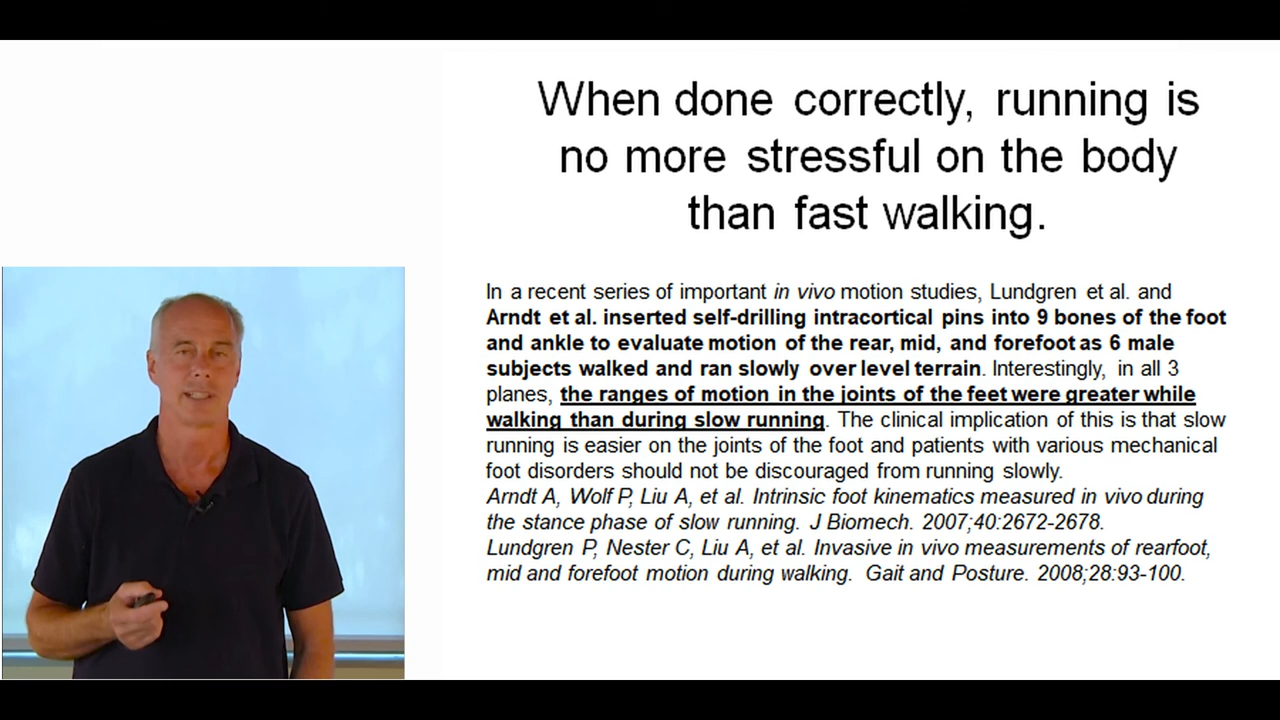 When done correctly, running is
no more stressful on the body
than fast walking.
In a recent series of important in vivo motion studies, Lundgren et al. and
Arndt et al. inserted self-drilling intracortical pins into 9 bones of the foot
and ankle to evaluate motion of the rear, mid, and forefoot as 6 male
subjects walked and ran slowly over level terrain. Interestingly, in all 3
planes, the ranges of motion in the joints of the feet were greater while
walking than during slow running. The clinical implication of this is that slow
running is easier on the joints of the foot and patients with various mechanical
foot disorders should not be discouraged from running slowly.
Arndt A, Wolf P, Liu A, et al. Intrinsic foot kinematics measured in vivo during
the stance phase of slow running. J Biomech. 2007;40:2672-2678.
Lundgren P, Nester C, Liu A, et al. Invasive in vivo measurements of rearfoot,
mid and forefoot motion during walking. Gait and Posture. 2008;28:93-100.